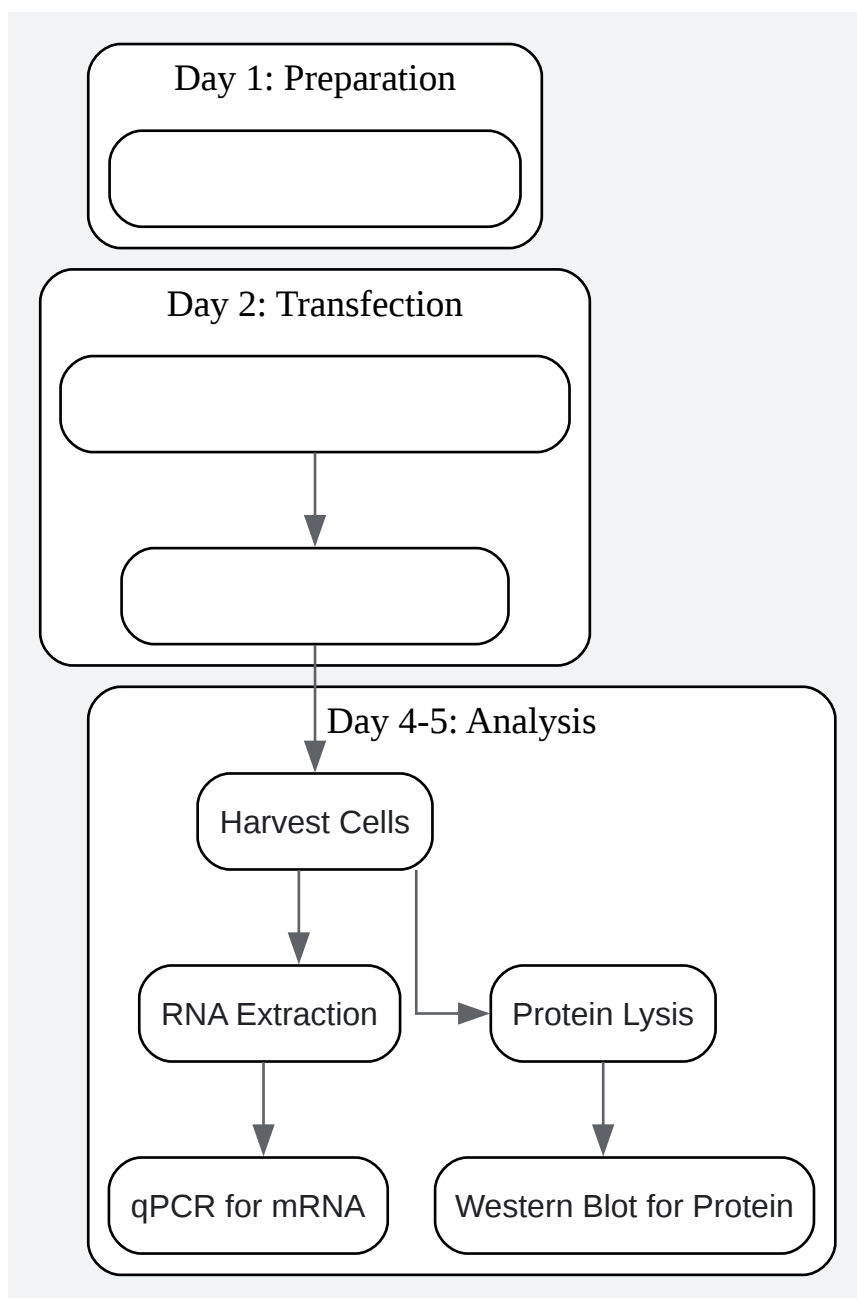 Day 1: Preparation
Day 2: Transfection
Day 4-5: Analysis
Harvest Cells
RNA Extraction
Protein Lysis
qPCR for mRNA
Western Blot for Protein